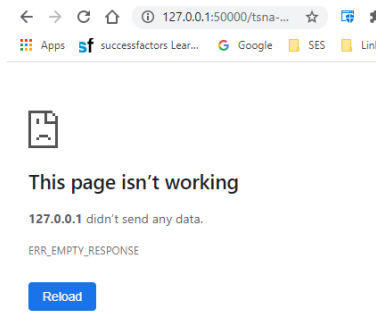 127.0.0.1:50000/tsna-...
Apps sf successfactors Lear... Google SES Lin
This page isn't working
127.0.0.1 didn't send any data.
ERR_EMPTY_RESPONSE
Reload